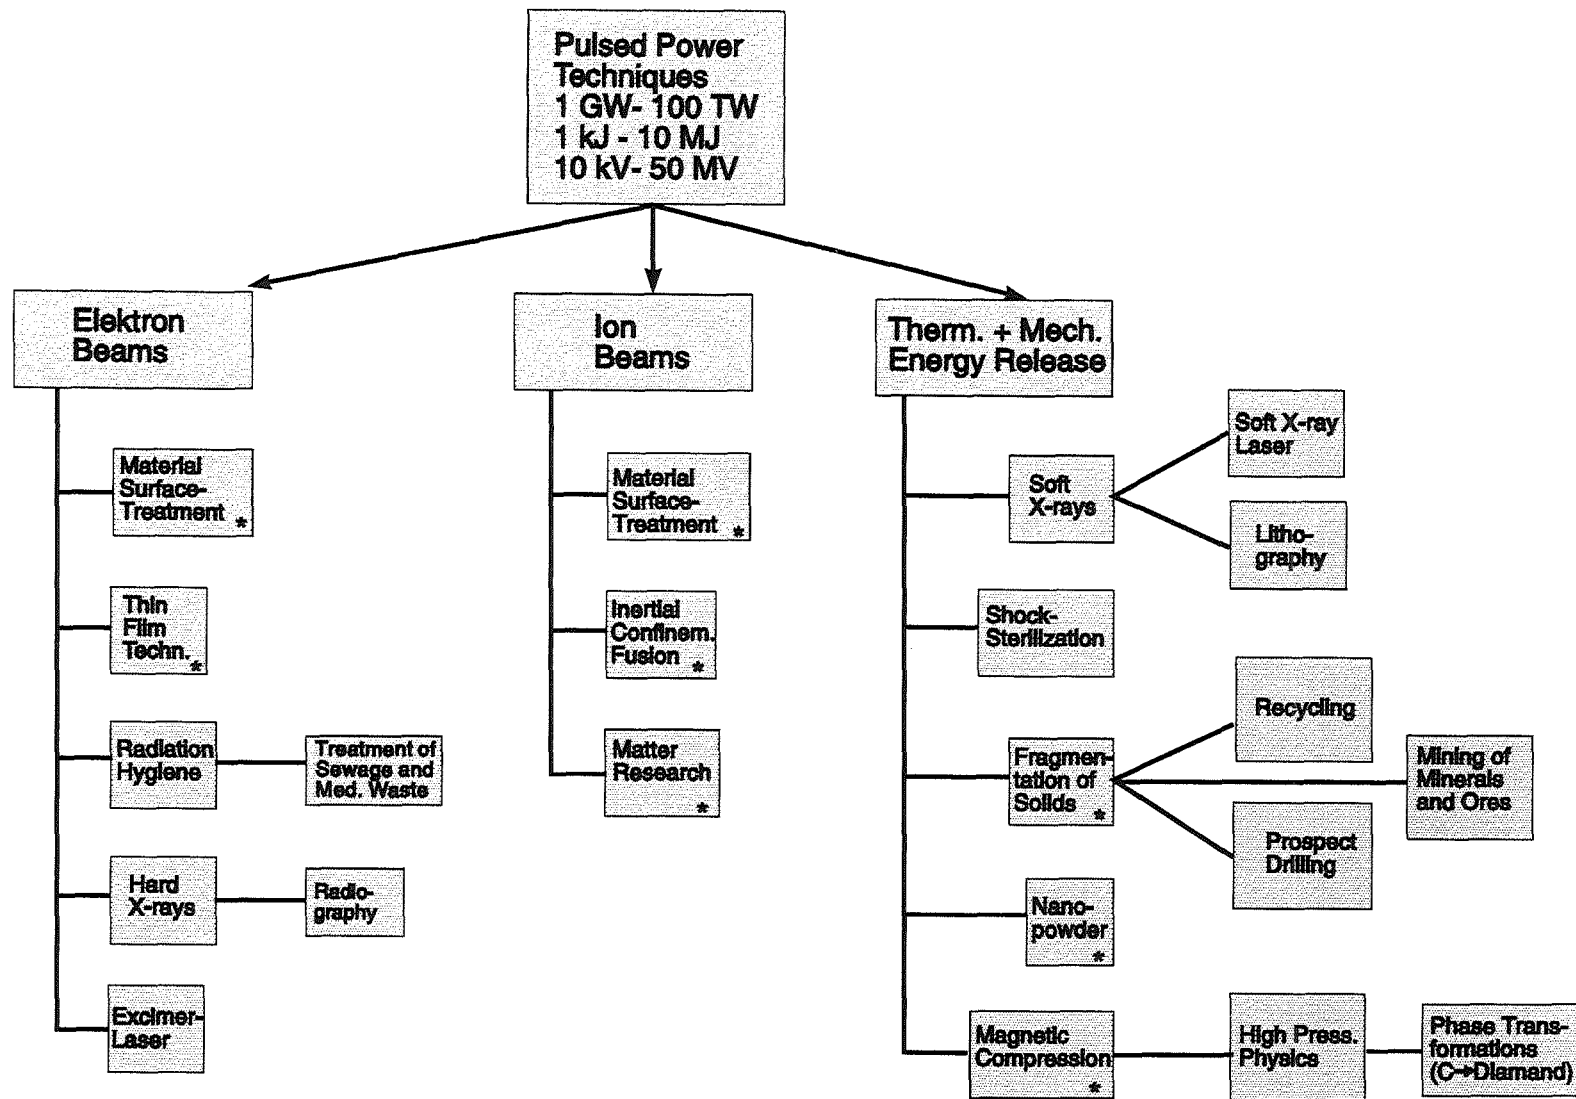 Pulsed Power
Techniques
1 GW- 100 TW
1 kJ - 10 MJ
10 kV- 50 MV
Elektron
Beams
Material
Surface-
Treatment *
Thin
Film
Techn. *
Radiation
Hygiene
Treatment of
Sewage and
Med. Waste
Hard
X-rays
Radio-
graphy
Excimer-
Laser
Ion
Beams
Material
Surface-
Treatment *
Inertial
Confinem.
Fusion *
Matter
Research
*
Therm. + Mech.
Energy Release
Soft
X-rays
Soft X-ray
Laser
Litho-
graphy
Shock-
Sterilization
Fragmen-
tation of
Solids *
Recycling
Mining of
Minerals
and Ores
Prospect
Drilling
Nano-
powder
*
Magnetic
Compression
*
High Press.
Physics
Phase Trans-
formations
(C→Diamand)